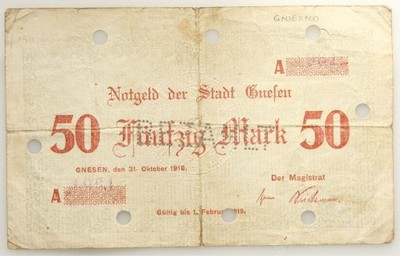 GNIEZNO
A
Notgeld der Stadt Gnesen
50 Fünfzig Mark 50
GNESEN, den 31. Oktober 1918.
Der Magistrat
A
Gültig bis 1. Februar 1919.